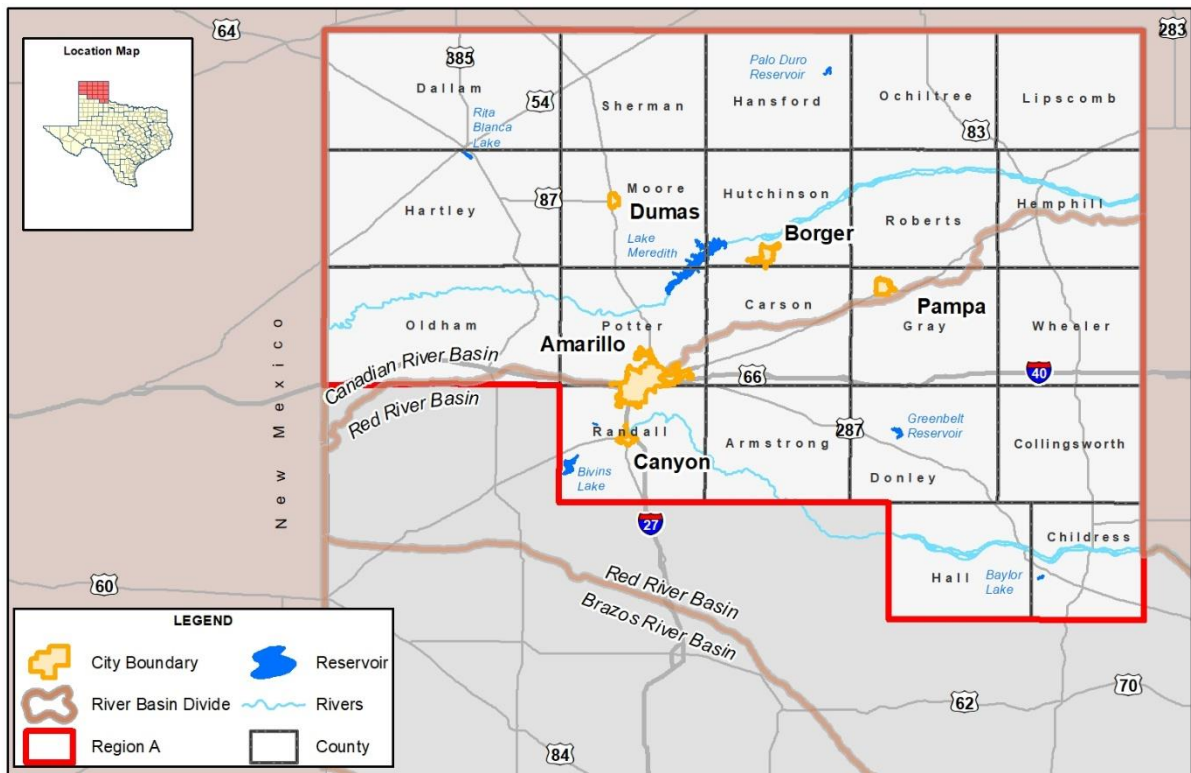 64
283
Location Map
385
Dallam
54
Rita
Blanca
Lake
Sherman
Palo Duro
Reservoir
Hansford
Ochiltree
83
Lipscomb
Hartley
87
Moore
Dumas
Lake
Meredith
Hutchinson
Borger
Roberts
Hemphill
Oldham
Potter
Amarillo
Carson
66
Pampa
Gray
Wheeler
40
New Mexico
Canadian River Basin
Red River Basin
Randall
Canyon
Bivins
Lake
Armstrong
287
Greenbelt
Reservoir
Donley
Collingsworth
27
Hall
Baylor
Lake
Childress
60
Red River Basin
Brazos River Basin
62
70
84
LEGEND
City Boundary
Reservoir
River Basin Divide
Rivers
Region A
County